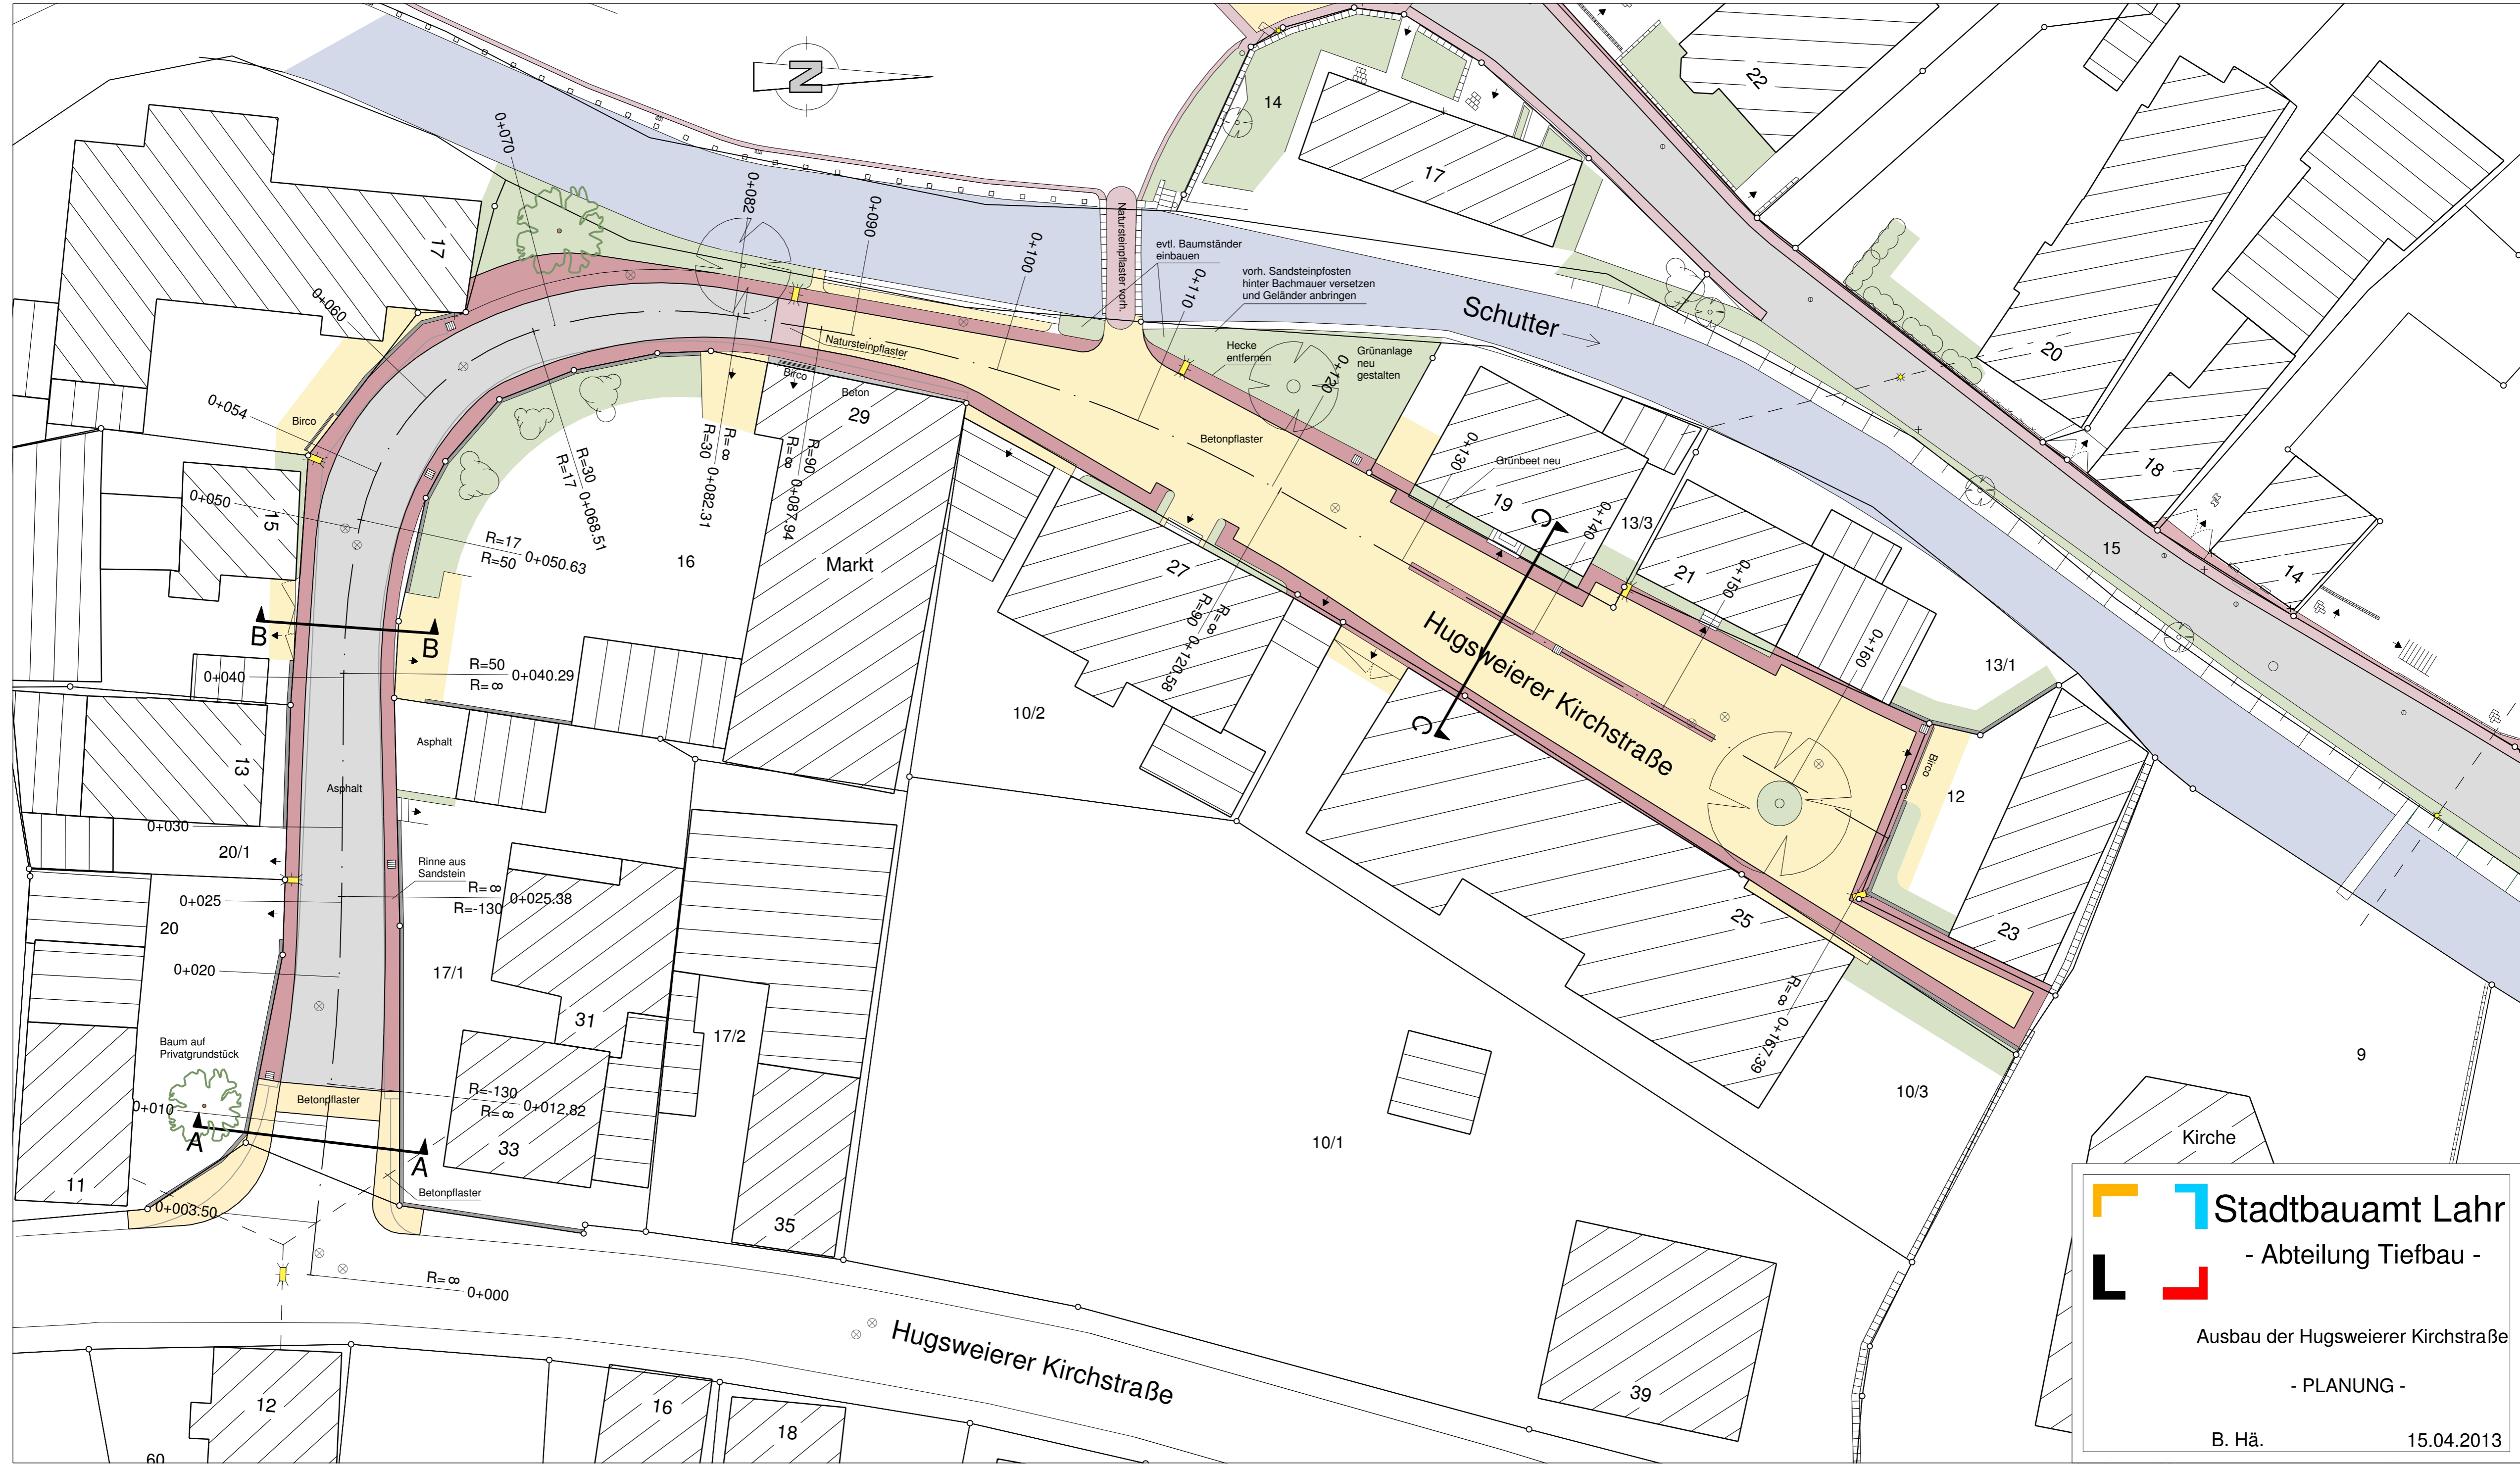 22
14
17
0+070
N
0+082
0+090
0+100
Natursteinpflaster vorh.
evtl. Baumständer
einbauen
0+110
vorh. Sandsteinpfosten
hinter Bachmauer versetzen
und Geländer anbringen
Schutter
17
0+060
20
Natursteinpflaster
Hecke
entfernen
0+120
Grünanlage
neu
gestalten
Birco
Beton
29
0+054
Birco
R=30
R=∞
0+082.31
R=∞
R=90
0+087.94
Betonpflaster
0+130
Grünbeet neu
19
18
R=17
R=30
0+068.51
0+050
15
C
0+140
13/3
15
R=17
R=50
0+050.63
16
Markt
27
21
0+150
14
R=90
R=∞
0+120.58
B
B
Hugsweierer Kirchstraße
0+160
13/1
0+040
R=50
R=∞
0+040.29
10/2
C
Asphalt
13
Asphalt
Birco
12
0+030
20/1
Rinne aus
Sandstein
R=∞
R=-130
0+025.38
0+025
20
25
23
9
0+020
17/1
31
17/2
R=∞
0+167.39
Baum auf
Privatgrundstück
10/3
0+010
Betonpflaster
R=-130
R=∞
0+012.82
33
10/1
Kirche
A
A
11
Betonpflaster
0+003.50
35
R=∞
0+000
Hugsweierer Kirchstraße
39
12
16
18
60
Stadtbauamt Lahr
- Abteilung Tiefbau -
Ausbau der Hugsweierer Kirchstraße
- PLANUNG -
B. Hä.
15.04.2013